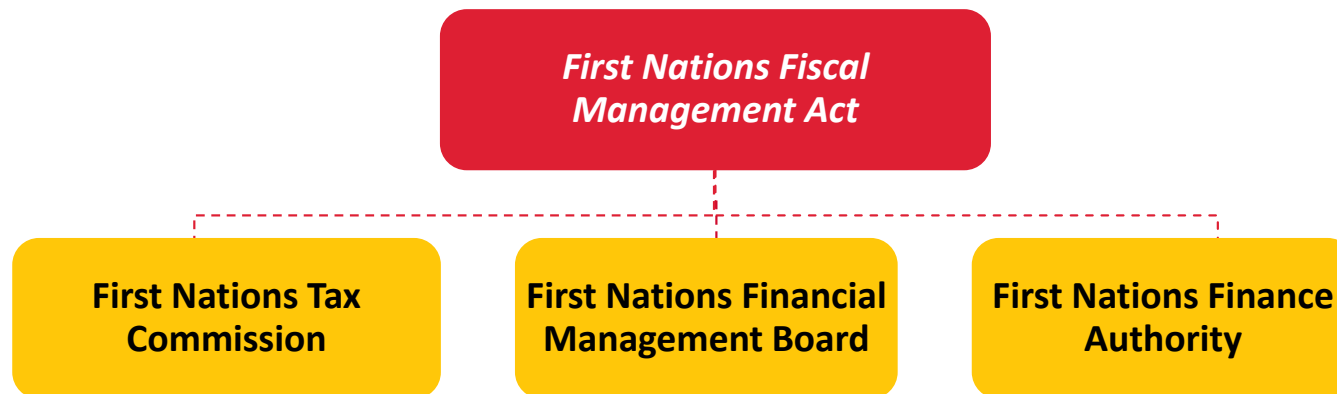 First Nations Fiscal
Management Act
First Nations Tax
Commission
First Nations Financial
Management Board
First Nations Finance
Authority